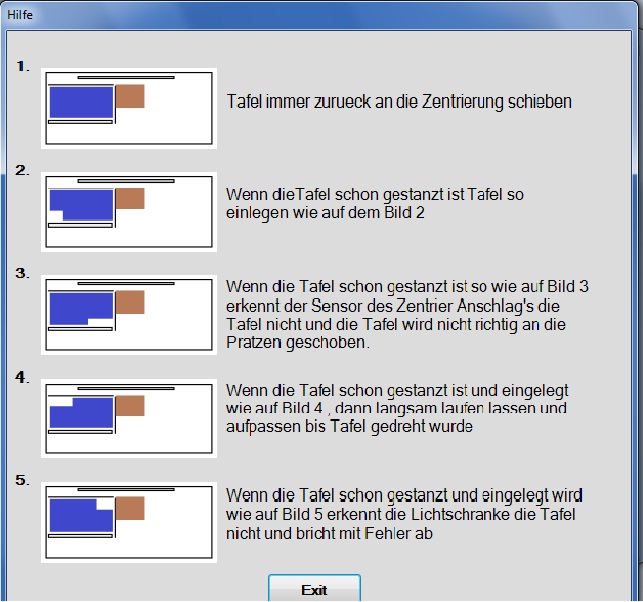 Hilfe
1.
Tafel immer zurueck an die Zentrierung schieben
2.
Wenn dieTafel schon gestanzt ist Tafel so
einlegen wie auf dem Bild 2
3.
Wenn die Tafel schon gestanzt ist so wie auf Bild 3
erkennt der Sensor des Zentrier Anschlag's die
Tafel nicht und die Tafel wird nicht richtig an die
Pratzen geschoben.
4.
Wenn die Tafel schon gestanzt ist und eingelegt
wie auf Bild 4 , dann langsam laufen lassen und
aufpassen bis Tafel gedreht wurde
5.
Wenn die Tafel schon gestanzt und eingelegt wird
wie auf Bild 5 erkennt die Lichtschranke die Tafel
nicht und bricht mit Fehler ab
Exit